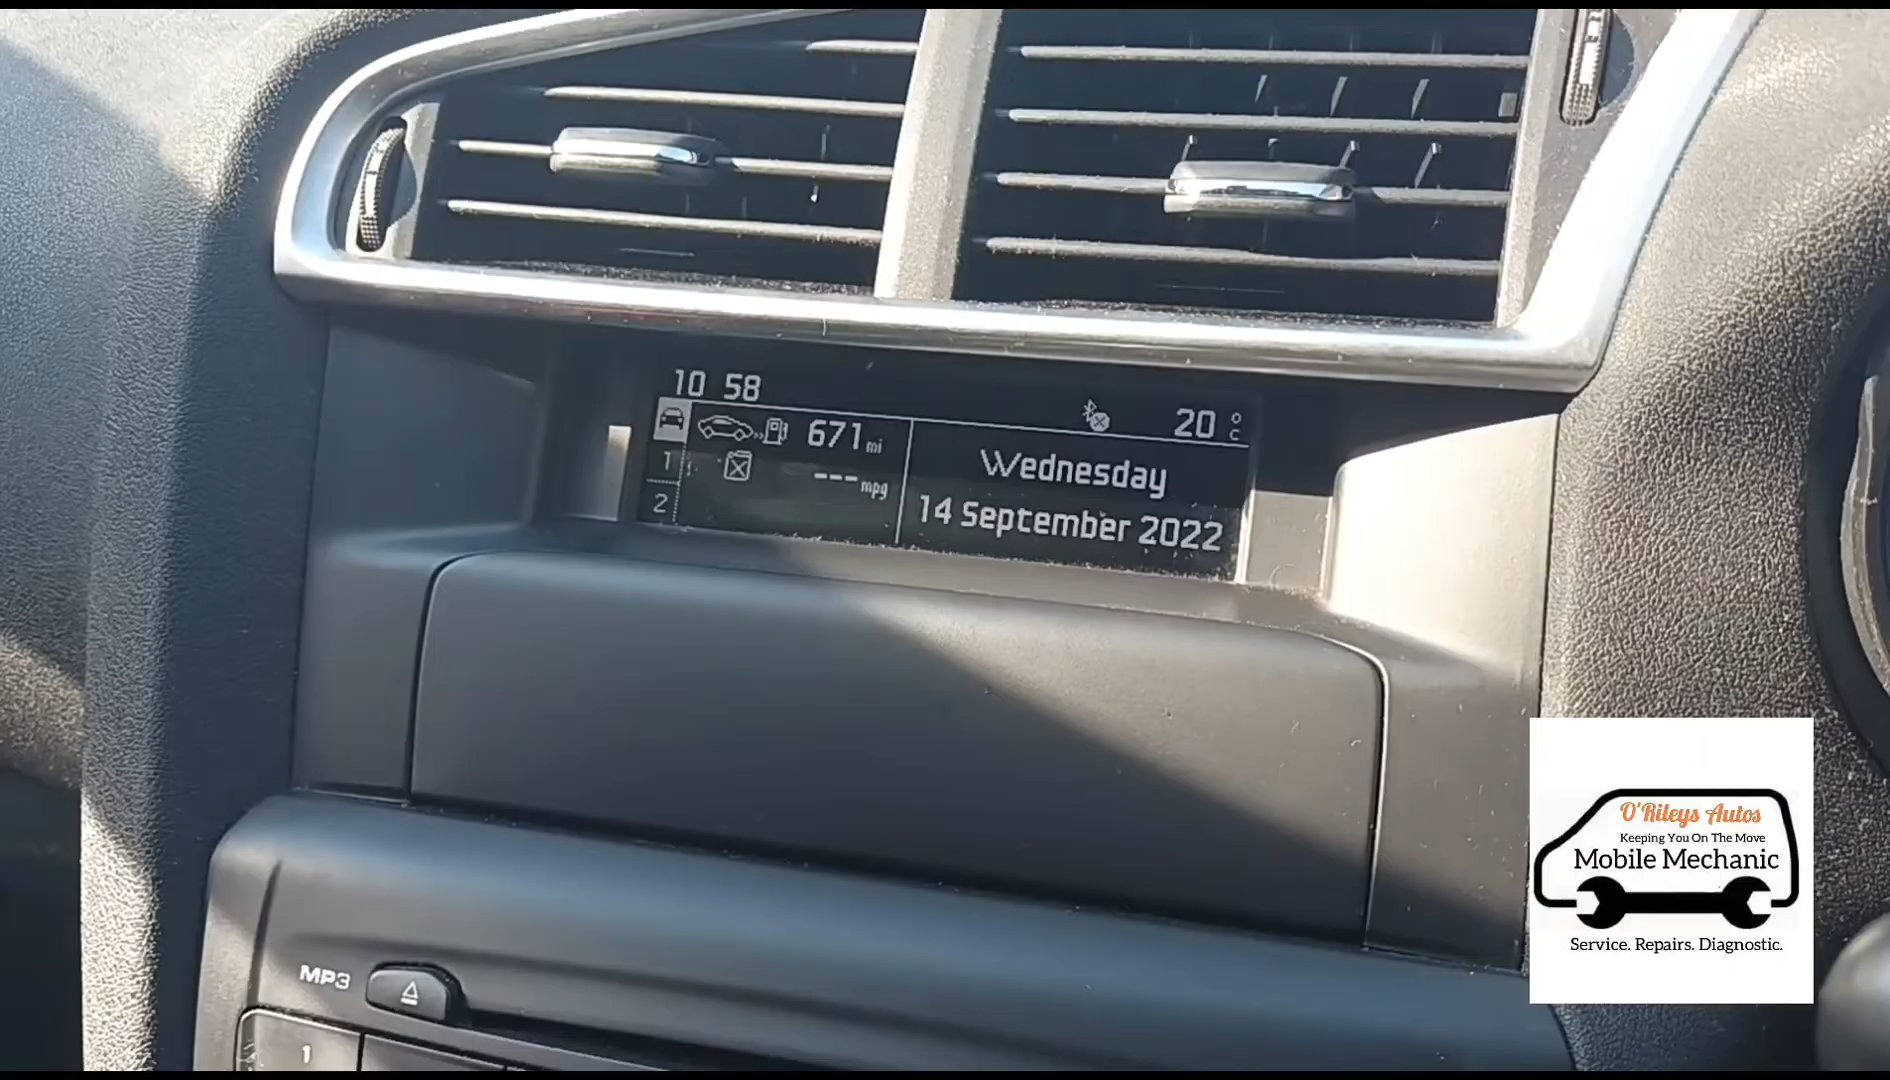 10 58
20 °C
671 mi
1
--- mpg
2
Wednesday
14 September 2022
MP3
1
O'Rileys Autos
Keeping You On The Move
Mobile Mechanic
Service. Repairs. Diagnostic.